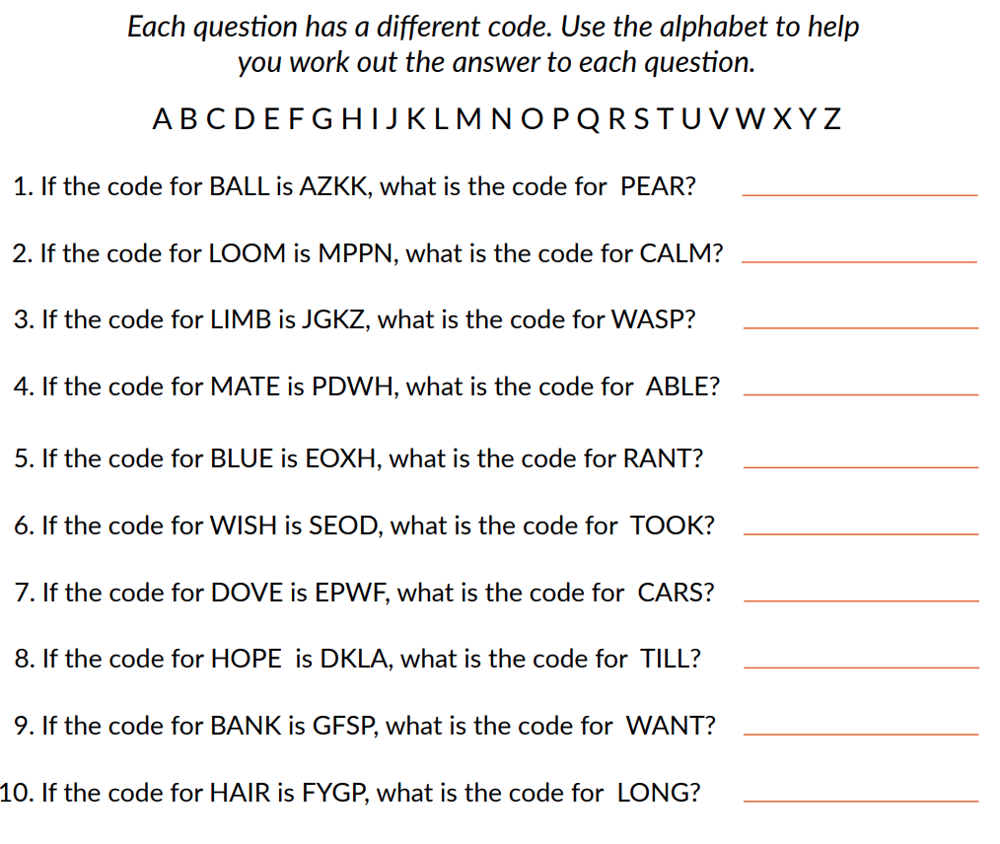 Each question has a different code. Use the alphabet to help
you work out the answer to each question.
A B C D E F G H I J K L M N O P Q R S T U V W X Y Z
1. If the code for BALL is AZKK, what is the code for PEAR?
2. If the code for LOOM is MPPN, what is the code for CALM?
3. If the code for LIMB is JGKZ, what is the code for WASP?
4. If the code for MATE is PDWH, what is the code for ABLE?
5. If the code for BLUE is EOXH, what is the code for RANT?
6. If the code for WISH is SEOD, what is the code for TOOK?
7. If the code for DOVE is EPWF, what is the code for CARS?
8. If the code for HOPE is DKLA, what is the code for TILL?
9. If the code for BANK is GFSP, what is the code for WANT?
10. If the code for HAIR is FYGP, what is the code for LONG?